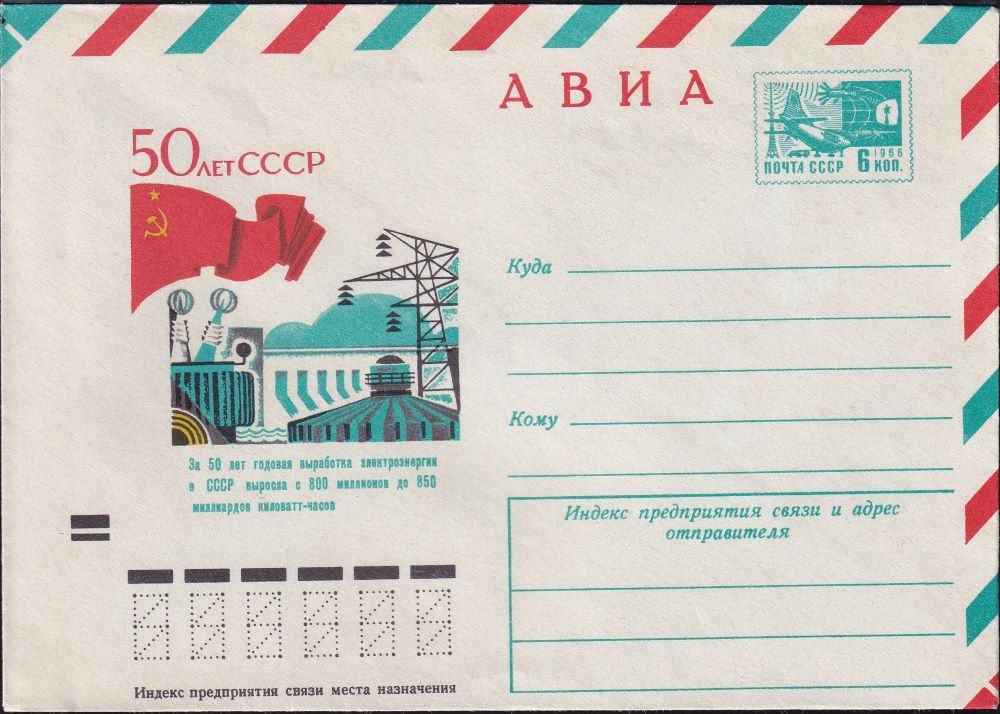 АВИА
1966
ПОЧТА СССР 6 КОП.
50 ЛЕТ СССР
За 50 лет годовая выработка электроэнергии
в СССР выросла с 800 миллионов до 850
миллиардов киловатт-часов
Куда
Кому
Индекс предприятия связи и адрес
отправителя
Индекс предприятия связи места назначения